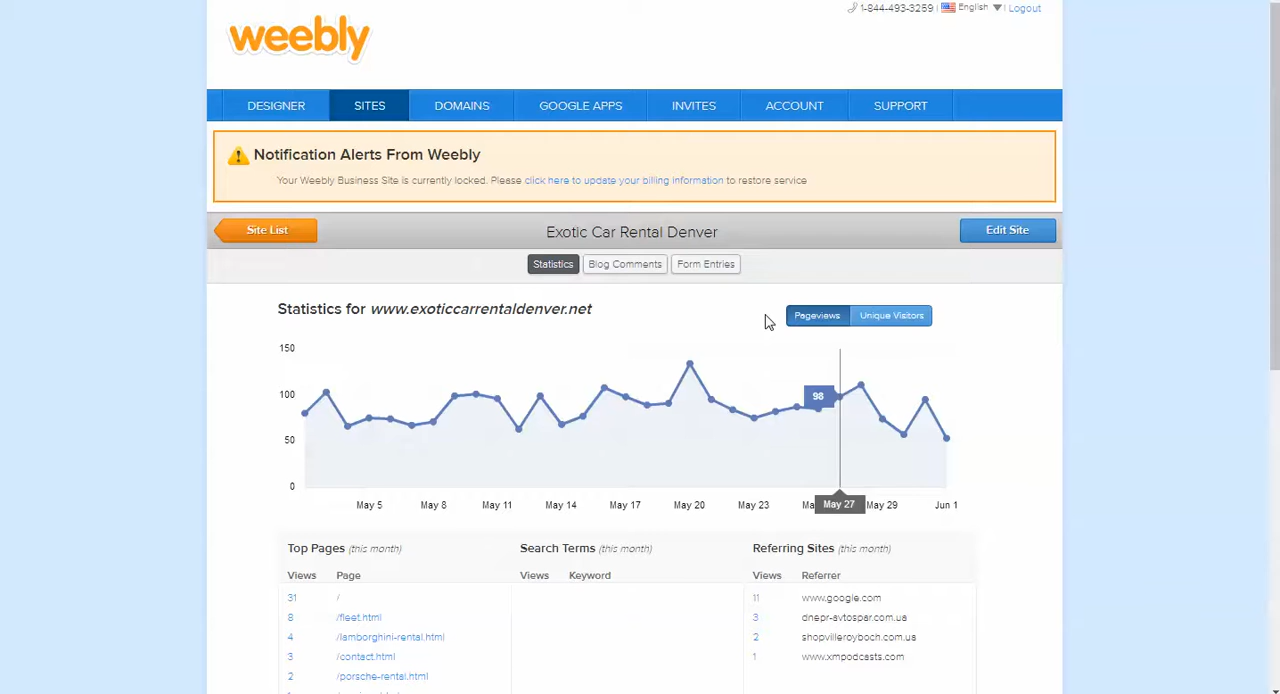 1-844-493-3259 | English | Logout
weebly
DESIGNER SITES DOMAINS GOOGLE APPS INVITES ACCOUNT SUPPORT
Notification Alerts From Weebly
Your Weebly Business Site is currently locked. Please click here to update your billing information to restore service
Site List Exotic Car Rental Denver Edit Site
Statistics Blog Comments Form Entries
Statistics for www.exoticcarrentaldenver.net Pageviews Unique Visitors
150
100
98
50
0
May 5 May 8 May 11 May 14 May 17 May 20 May 23 May 27 May 29 Jun 1
Top Pages (this month) Search Terms (this month) Referring Sites (this month)
Views Page Views Keyword Views Referrer
31 / 11 www.google.com
8 /fleet.html 3 dnepr-avtospar.com.ua
4 /lamborghini-rental.html 2 shopvilleroyboch.com.ua
3 /contact.html 1 www.xmpodcasts.com
2 /porsche-rental.html